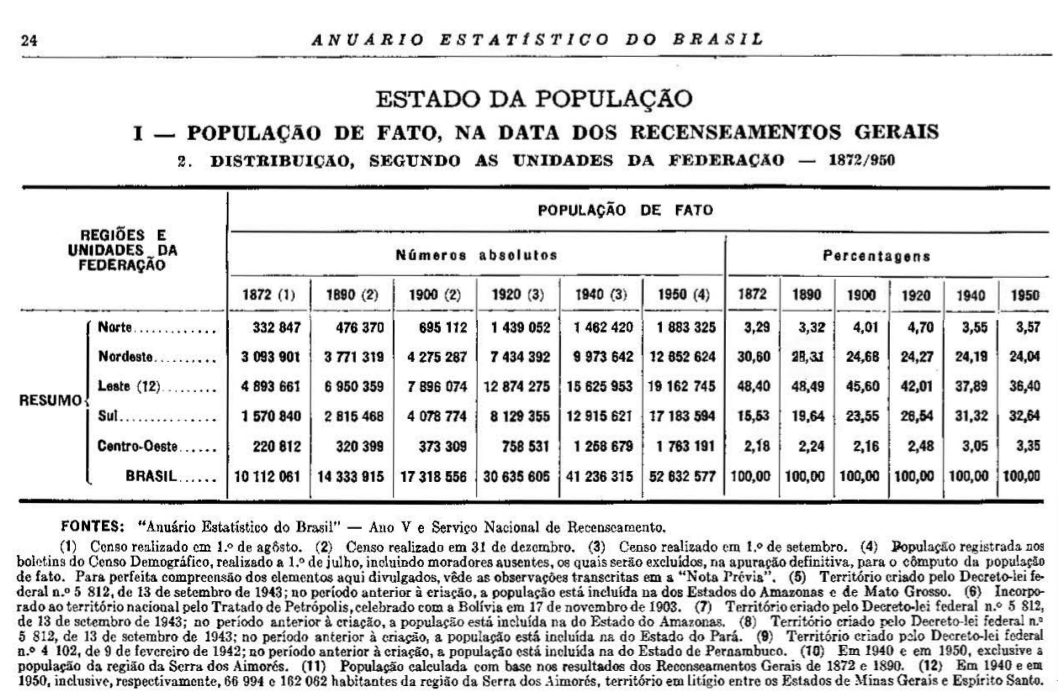 24
ANUÁRIO ESTATÍSTICO DO BRASIL
ESTADO DA POPULAÇÃO
I — POPULAÇÃO DE FATO, NA DATA DOS RECENSEAMENTOS GERAIS
2. DISTRIBUIÇÃO, SEGUNDO AS UNIDADES DA FEDERAÇÃO — 1872/950
REGIÕES E
UNIDADES DA
FEDERAÇÃO
POPULAÇÃO DE FATO
Números absolutos Percentagens
1872 (1) 1890 (2) 1900 (2) 1920 (3) 1940 (3) 1950 (4) 1872 1890 1900 1920 1940 1950
RESUMO
Norte............. 332 847 476 370 695 112 1 439 052 1 462 420 1 883 325 3,29 3,32 4,01 4,70 3,55 3,57
Nordeste.......... 3 093 901 3 771 319 4 275 287 7 434 392 9 973 642 12 652 624 30,60 26,31 24,68 24,27 24,19 24,04
Leste (12)......... 4 893 661 6 950 359 7 896 074 12 874 275 15 625 953 19 162 745 48,40 48,49 45,60 42,01 37,89 36,40
Sul............... 1 570 840 2 815 468 4 078 774 8 129 355 12 915 621 17 183 594 15,53 19,64 23,55 26,54 31,32 32,64
Centro-Oeste...... 220 812 320 399 373 309 758 531 1 258 679 1 763 191 2,18 2,24 2,16 2,48 3,05 3,35
BRASIL...... 10 112 061 14 333 915 17 318 556 30 635 605 41 236 315 52 632 577 100,00 100,00 100,00 100,00 100,00 100,00
FONTES: "Anuário Estatístico do Brasil" — Ano V e Serviço Nacional de Recenseamento.
(1) Censo realizado em 1.º de agôsto. (2) Censo realizado em 31 de dezembro. (3) Censo realizado em 1.º de setembro. (4) População registrada nos
boletins do Censo Demográfico, realizado a 1.º de julho, incluindo moradores ausentes, os quais serão excluídos, na apuração definitiva, para o cômputo da população
de fato. Para perfeita compreensão dos elementos aqui divulgados, vêde as observações transcritas em a "Nota Prévia". (5) Território criado pelo Decreto-lei fe-
deral n.º 5 812, de 13 de setembro de 1943; no período anterior à criação, a população está incluída na dos Estados do Amazonas e de Mato Grosso. (6) Incorpo-
rado ao território nacional pelo Tratado de Petrópolis, celebrado com a Bolívia em 17 de novembro de 1903. (7) Território criado pelo Decreto-lei federal n.º 5 812,
de 13 de setembro de 1943; no período anterior à criação, a população está incluída na do Estado do Amazonas. (8) Território criado pelo Decreto-lei federal n.º
5 812, de 13 de setembro de 1943; no período anterior à criação, a população está incluída na do Estado do Pará. (9) Território criado pelo Decreto-lei federal
n.º 4 102, de 9 de fevereiro de 1942; no período anterior à criação, a população está incluída na do Estado de Pernambuco. (10) Em 1940 e em 1950, exclusive a
população da região da Serra dos Aimorés. (11) População calculada com base nos resultados dos Recenseamentos Gerais de 1872 e 1890. (12) Em 1940 e em
1950, inclusive, respectivamente, 66 994 e 162 062 habitantes da região da Serra dos Aimorés, território em litígio entre os Estados de Minas Gerais e Espírito Santo.